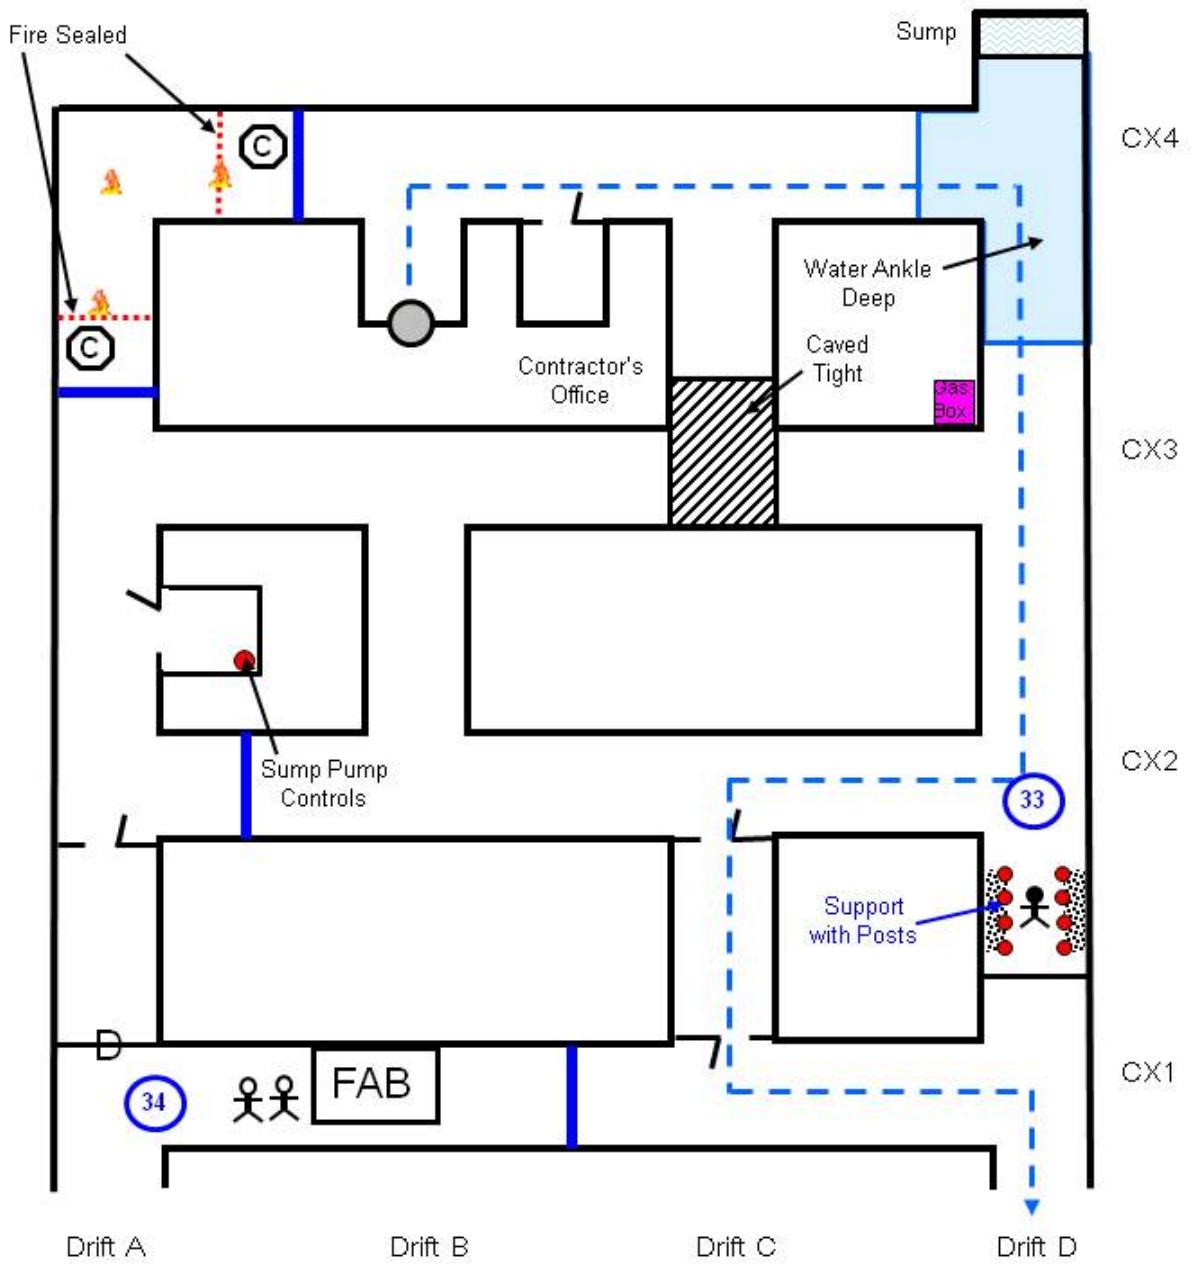 Fire Sealed
Sump
C
CX4
Water Ankle
Deep
C
Caved
Tight
Contractor's
Office
Gas
Box
CX3
Sump Pump
Controls
CX2
33
Support
with Posts
D
FAB
34
CX1
Drift A
Drift B
Drift C
Drift D